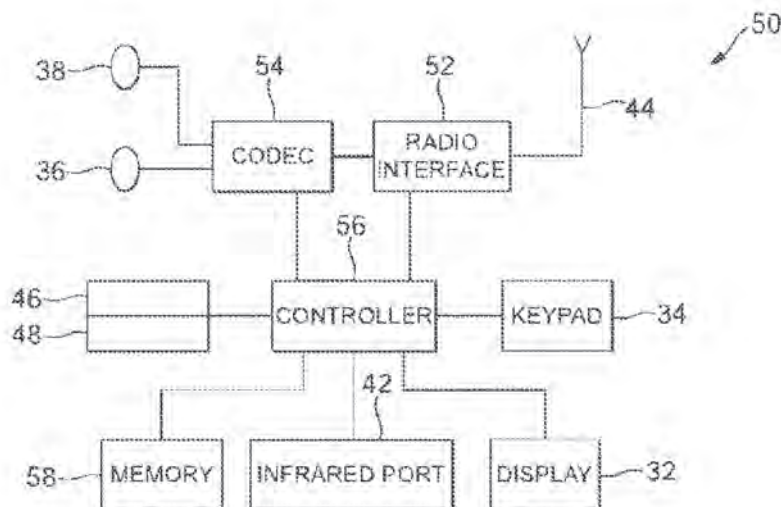 50
38
54
52
44
36
CODEC
RADIO
INTERFACE
56
46
48
CONTROLLER
KEYPAD
34
42
58
MEMORY
INFRARED PORT
DISPLAY
32